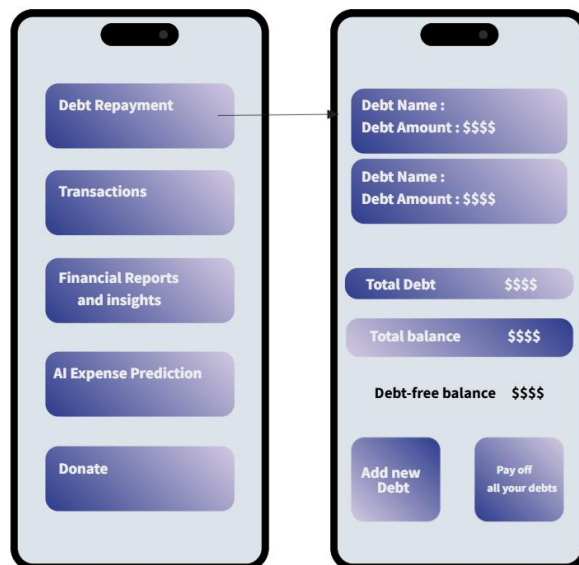 Debt Repayment
Transactions
Financial Reports
and insights
AI Expense Prediction
Donate
Debt Name :
Debt Amount : $$$$
Debt Name :
Debt Amount : $$$$
Total Debt $$$$
Total balance $$$$
Debt-free balance $$$$
Add new
Debt
Pay off
all your debts